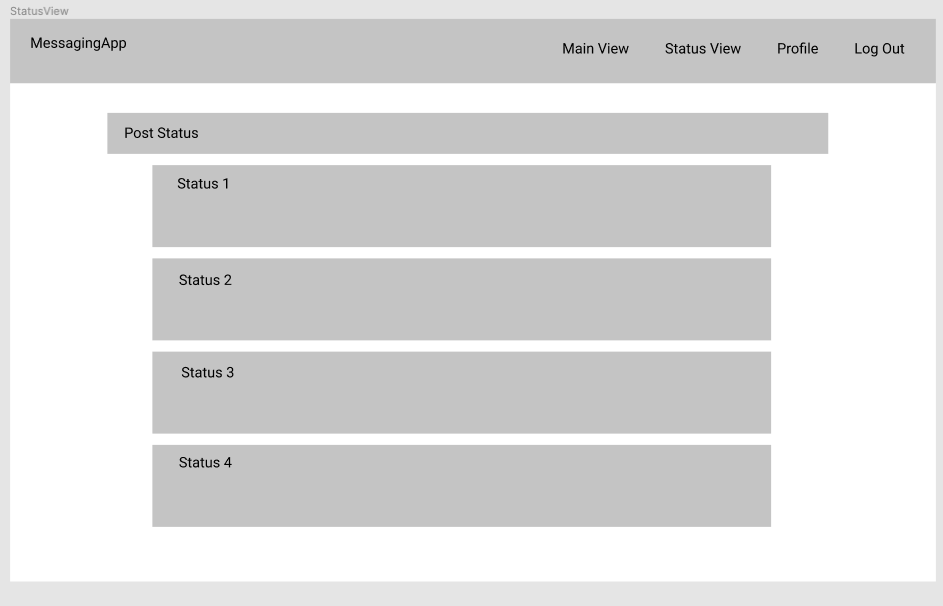 StatusView
MessagingApp
Main View
Status View
Profile
Log Out
Post Status
Status 1
Status 2
Status 3
Status 4